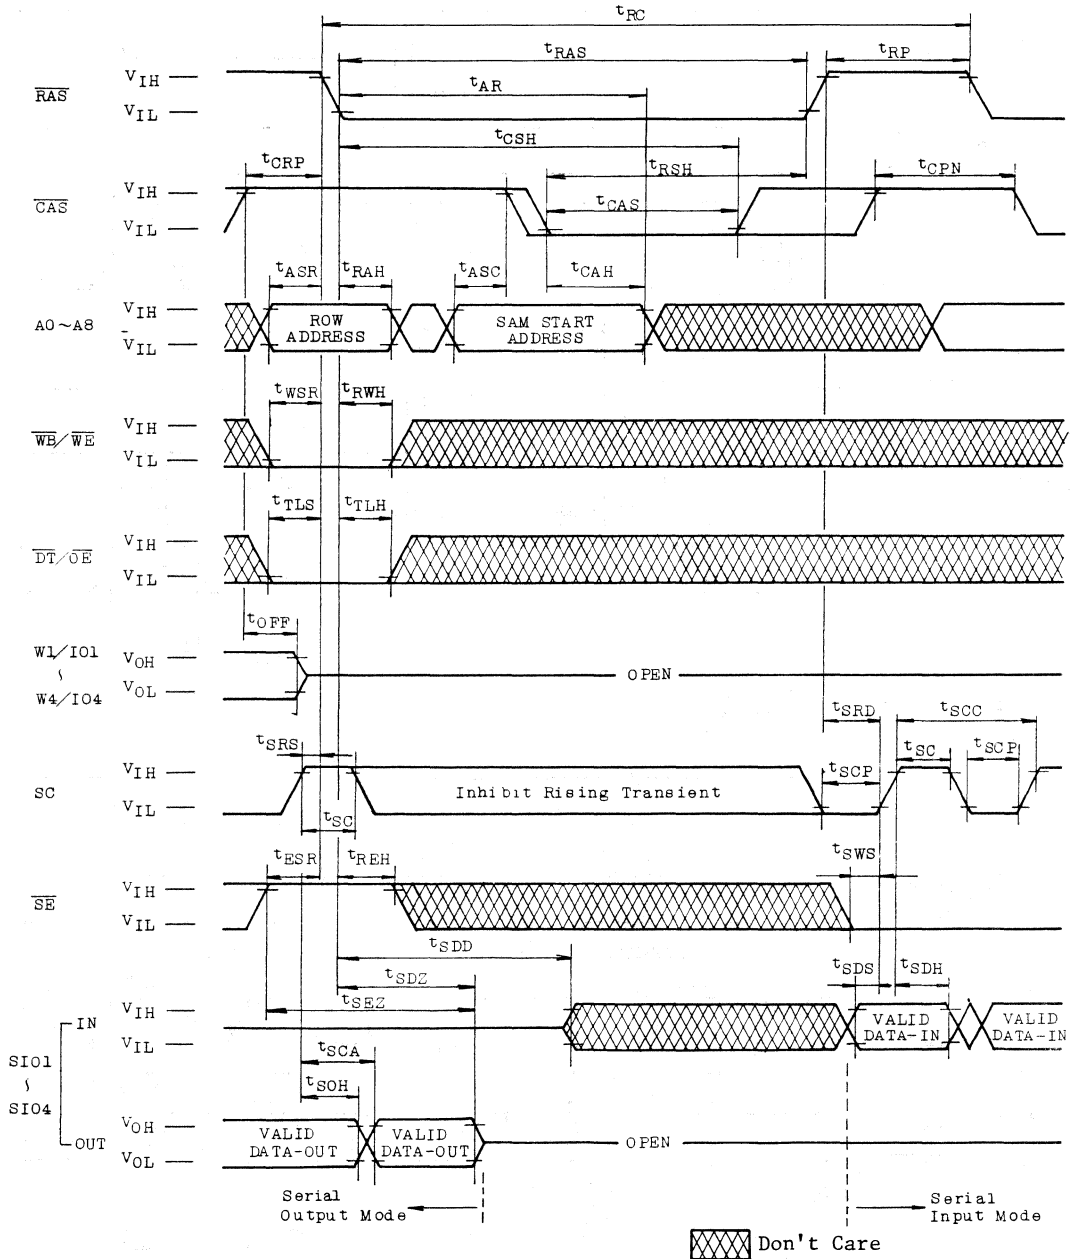 tRC
tRAS
tRP
RAS
VIH
VIL
tAR
tCSH
tCRP
tRSH
tCPN
CAS
VIH
VIL
tCAS
tASR
tRAH
tASC
tCAH
A0~A8
VIH
VIL
ROW
ADDRESS
SAM START
ADDRESS
tWSR
tRWH
WB/WE
VIH
VIL
tTLS
tTLH
DT/OE
VIH
VIL
tOFF
W1/IO1
~
W4/IO4
VOH
VOL
OPEN
tSRD
tSCC
tSRS
tSC
tSCP
SC
VIH
VIL
tSCP
Inhibit Rising Transient
tSC
tESR
tREH
tSWS
SE
VIH
VIL
tSDD
tSDZ
tSEZ
tSDS
tSDH
IN
VIH
VIL
VALID
DATA-IN
VALID
DATA-IN
SIO1
~
SIO4
tSCA
tSOH
OUT
VOH
VOL
VALID
DATA-OUT
VALID
DATA-OUT
OPEN
Serial
Output Mode
Serial
Input Mode
Don't Care